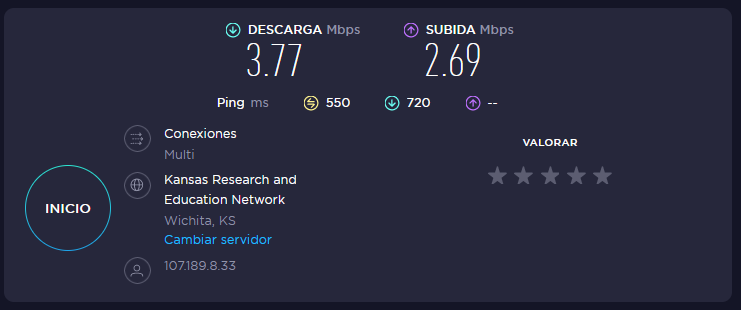 DESCARGA Mbps
3.77
SUBIDA Mbps
2.69
Ping ms 550 720 --
Conexiones
Multi
Kansas Research and
Education Network
Wichita, KS
Cambiar servidor
107.189.8.33
INICIO
VALORAR